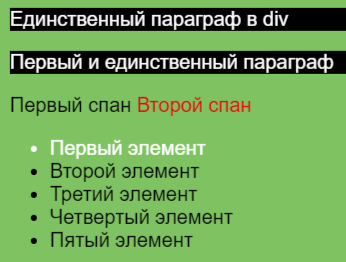 Единственный параграф в div
Первый и единственный параграф
Первый спан Второй спан
Первый элемент
Второй элемент
Третий элемент
Четвертый элемент
Пятый элемент